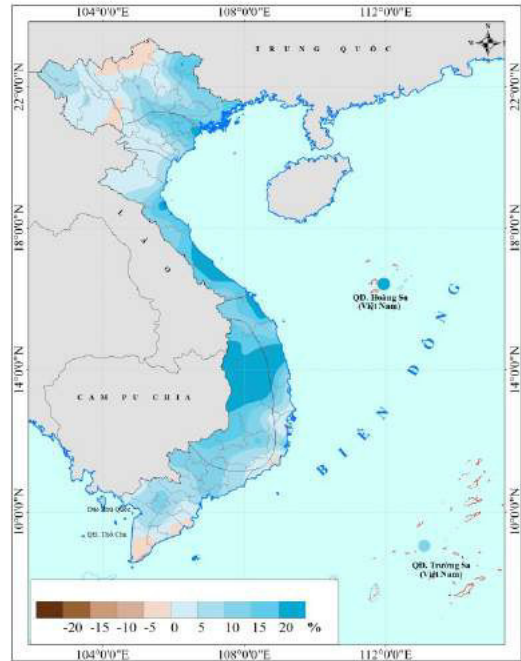 104°0'0"E 108°0'0"E 112°0'0"E
TRUNG QUỐC
22°0'0"N
22°0'0"N
LÀO
18°0'0"N
18°0'0"N
QĐ. Hoàng Sa
(Việt Nam)
BIỂN ĐÔNG
14°0'0"N
14°0'0"N
CAM PU CHIA
10°0'0"N
10°0'0"N
QĐ. Thổ Chu
QĐ. Trường Sa
(Việt Nam)
-20 -15 -10 -5 0 5 10 15 20 %
104°0'0"E 108°0'0"E 112°0'0"E